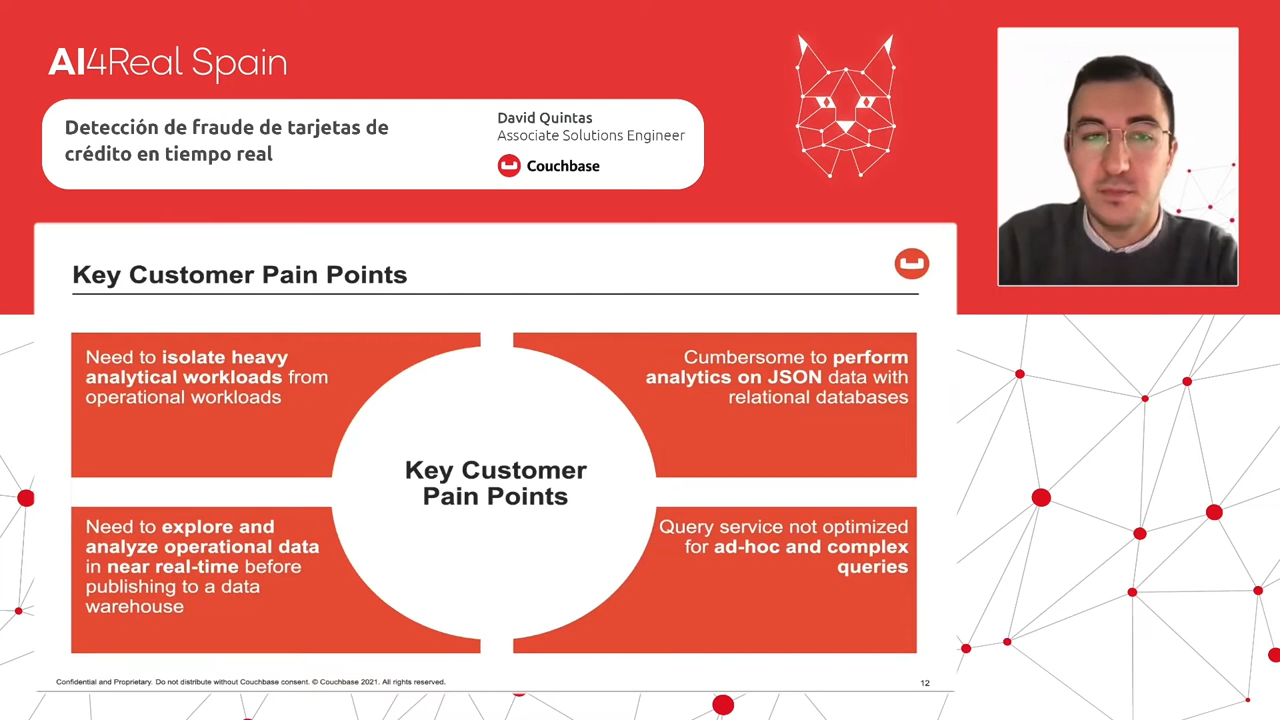 AI4Real Spain
Detección de fraude de tarjetas de
crédito en tiempo real
David Quintas
Associate Solutions Engineer
Couchbase
Key Customer Pain Points
Need to isolate heavy
analytical workloads from
operational workloads
Cumbersome to perform
analytics on JSON data with
relational databases
Key Customer
Pain Points
Need to explore and
analyze operational data
in near real-time before
publishing to a data
warehouse
Query service not optimized
for ad-hoc and complex
queries
Confidential and Proprietary. Do not distribute without Couchbase consent. © Couchbase 2021. All rights reserved.
12